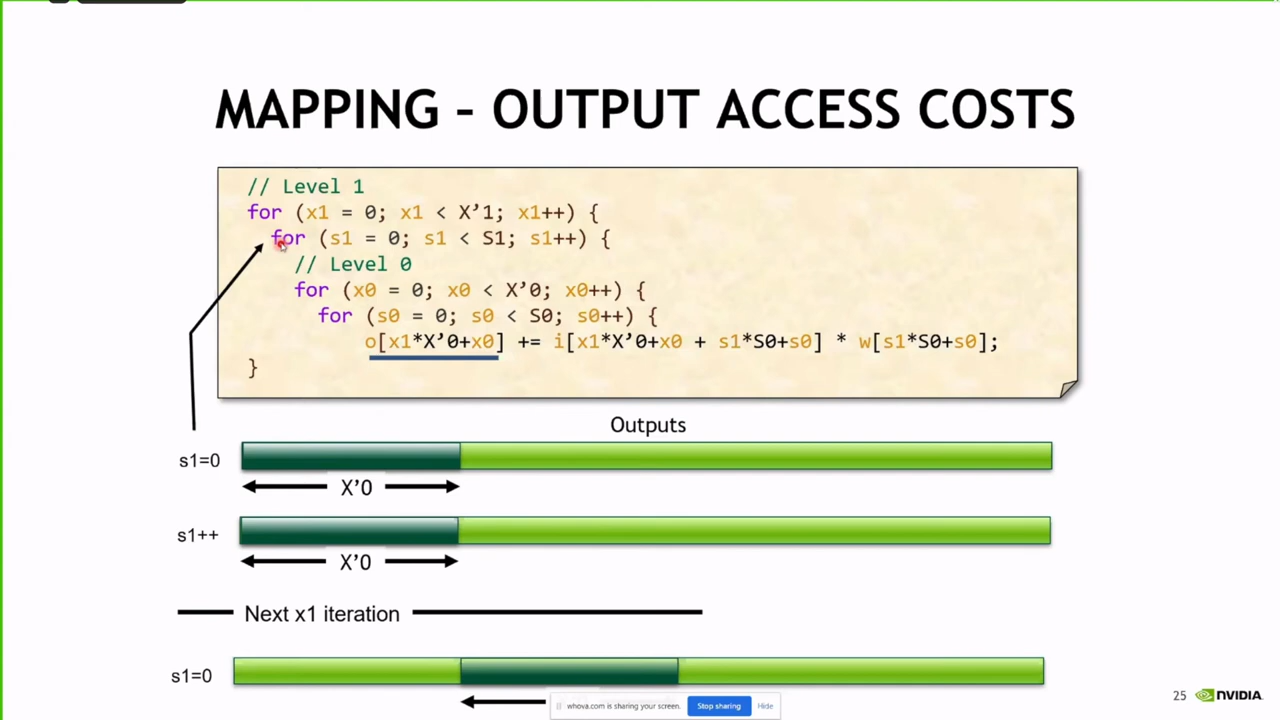 MAPPING – OUTPUT ACCESS COSTS
// Level 1
for (x1 = 0; x1 < X’1; x1++) {
for (s1 = 0; s1 < S1; s1++) {
// Level 0
for (x0 = 0; x0 < X’0; x0++) {
for (s0 = 0; s0 < S0; s0++) {
o[x1*X’0+x0] += i[x1*X’0+x0 + s1*S0+s0] * w[s1*S0+s0];
}
Outputs
s1=0
X’0
s1++
X’0
Next x1 iteration
s1=0
whova.com is sharing your screen.
Stop sharing
Hide
25
NVIDIA.